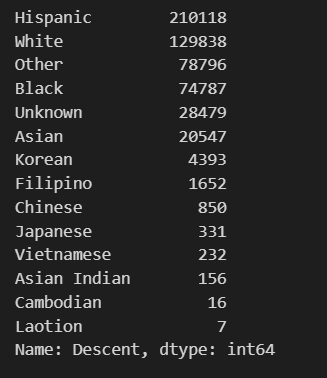 Hispanic 210118
White 129838
Other 78796
Black 74787
Unknown 28479
Asian 20547
Korean 4393
Filipino 1652
Chinese 850
Japanese 331
Vietnamese 232
Asian Indian 156
Cambodian 16
Laotion 7
Name: Descent, dtype: int64